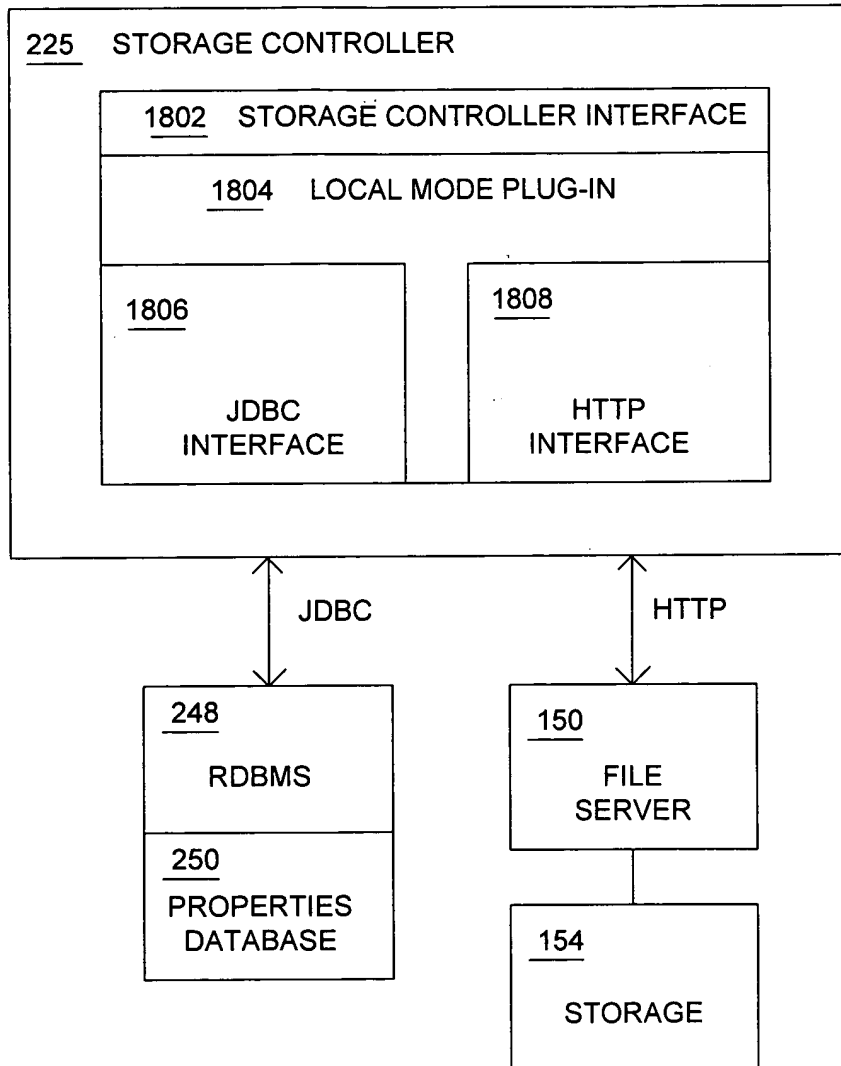 225 STORAGE CONTROLLER
1802 STORAGE CONTROLLER INTERFACE
1804 LOCAL MODE PLUG-IN
1806
JDBC
INTERFACE
1808
HTTP
INTERFACE
JDBC
HTTP
248
RDBMS
250
PROPERTIES
DATABASE
150
FILE
SERVER
154
STORAGE